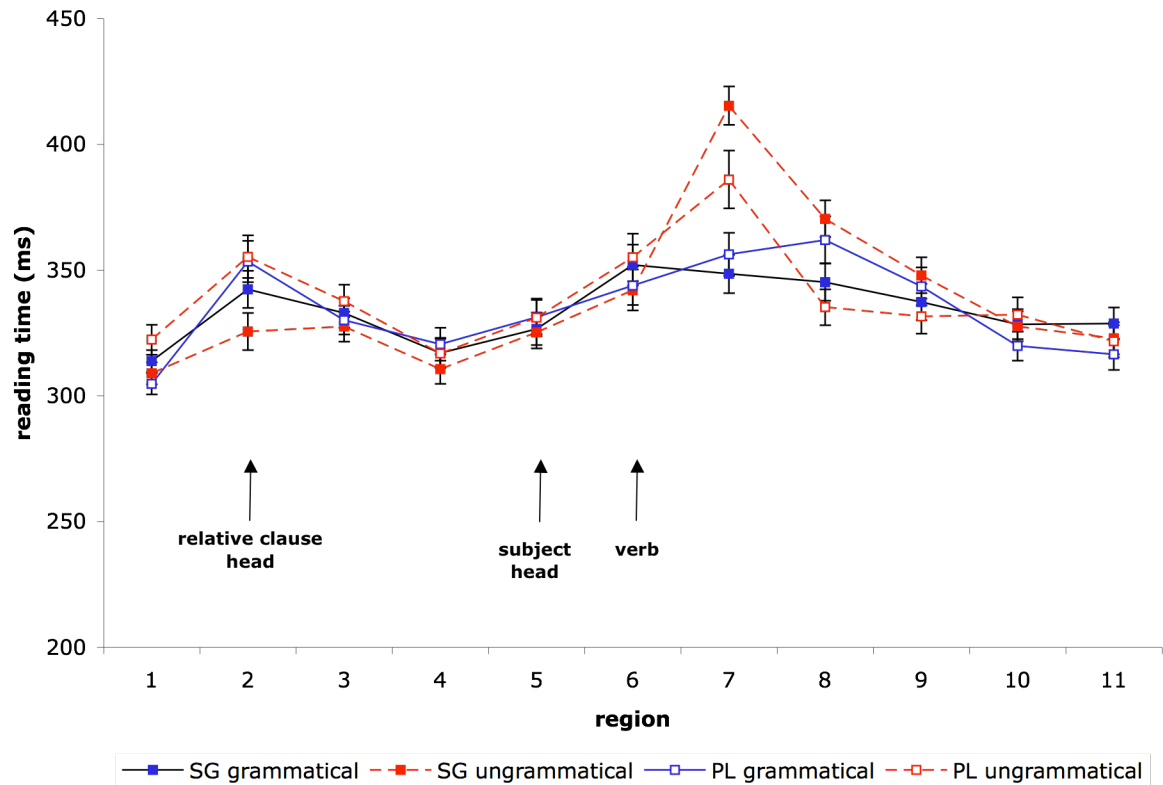 450
400
350
300
250
200
reading time (ms)
relative clause
head
subject
head
verb
1 2 3 4 5 6 7 8 9 10 11
region
SG grammatical SG ungrammatical PL grammatical PL ungrammatical